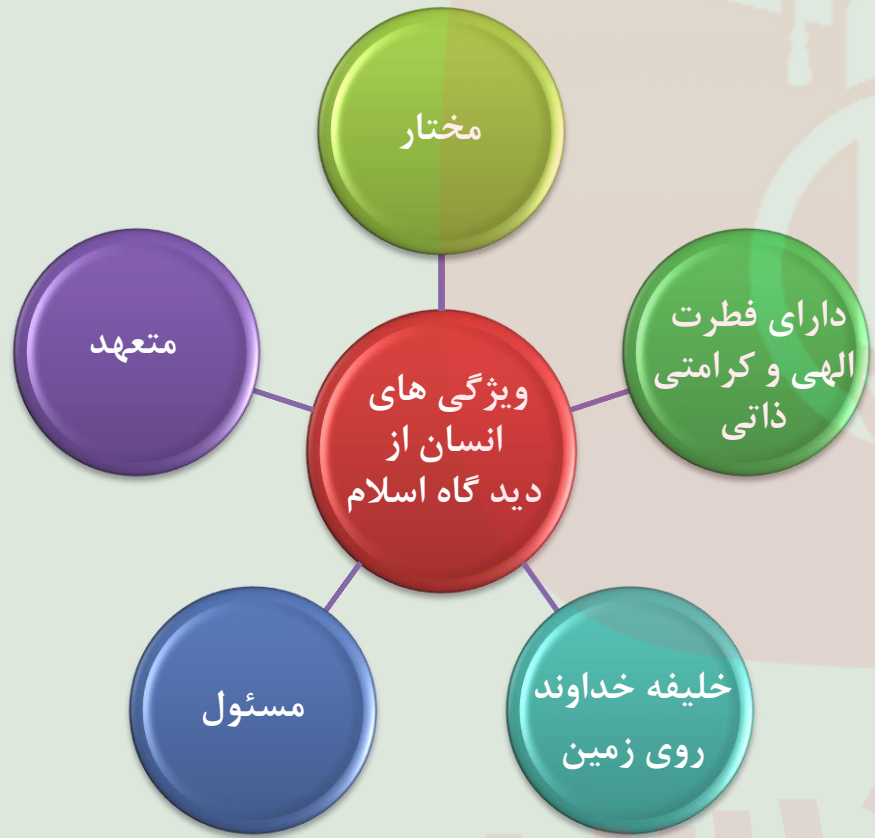 مختار
دارای فطرت
الهی و کرامتی
ذاتی
متعهد
ویژگی های
انسان از
دید گاه اسلام
مسئول
خلیفه خداوند
روی زمین